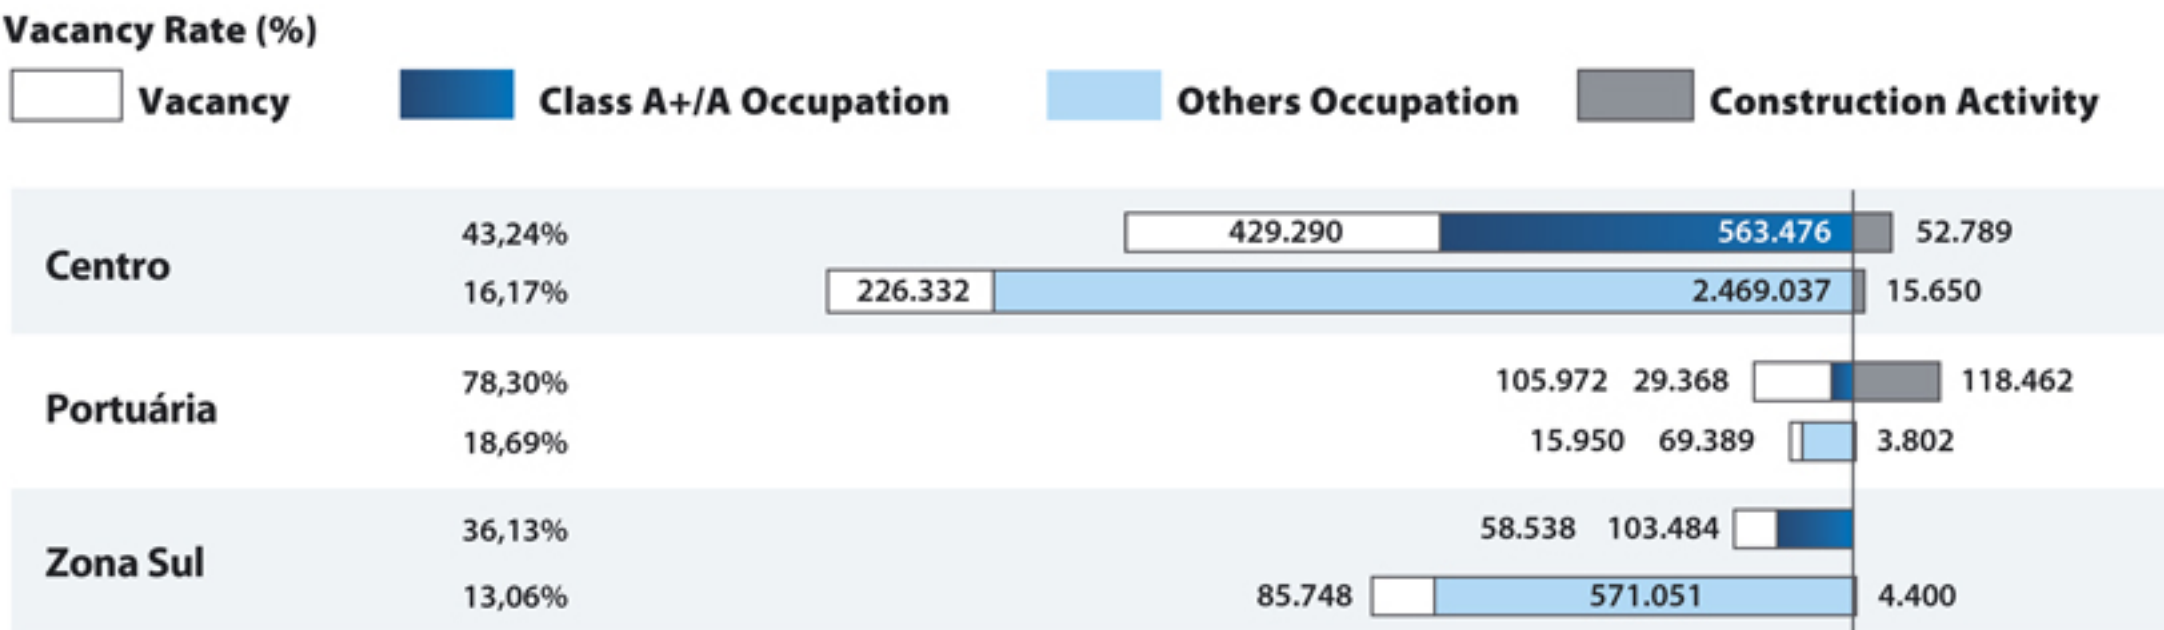 Vacancy Rate (%)
Vacancy Class A+/A Occupation Others Occupation Construction Activity
Centro
43,24% 429.290 563.476 52.789
16,17% 226.332 2.469.037 15.650
Portuária
78,30% 105.972 29.368 118.462
18,69% 15.950 69.389 3.802
Zona Sul
36,13% 58.538 103.484
13,06% 85.748 571.051 4.400